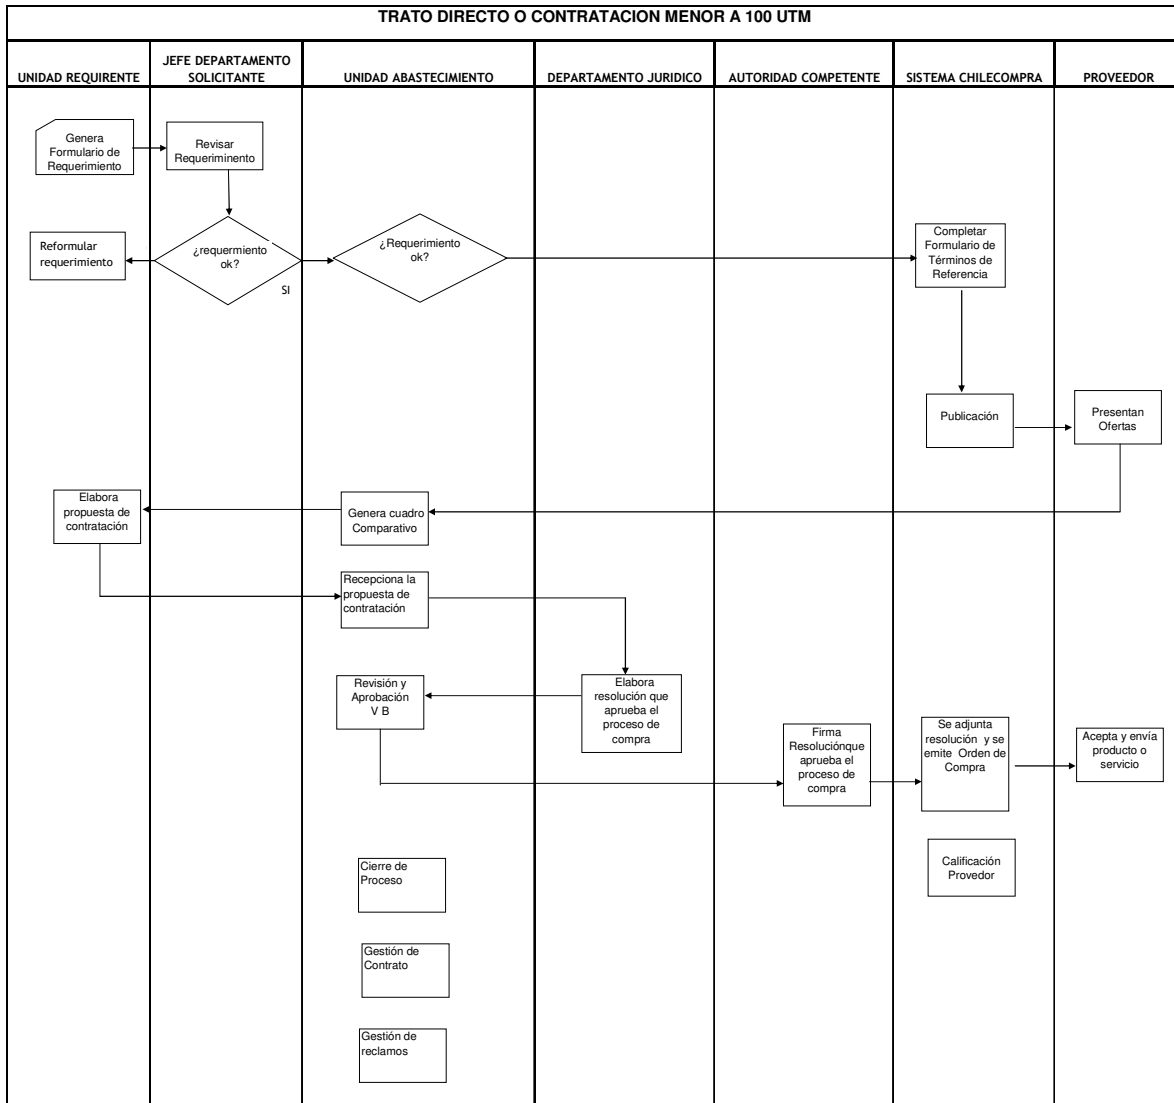 TRATO DIRECTO O CONTRATACION MENOR A 100 UTM
UNIDAD REQUIRENTE
JEFE DEPARTAMENTO
SOLICITANTE
UNIDAD ABASTECIMIENTO
DEPARTAMENTO JURIDICO
AUTORIDAD COMPETENTE
SISTEMA CHILECOMPRA
PROVEEDOR
Genera
Formulario de
Requerimiento
Revisar
Requeriminento
Reformular
requerimiento
¿requermiento
ok?
SI
¿Requerimiento
ok?
Completar
Formulario de
Términos de
Referencia
Publicación
Presentan
Ofertas
Elabora
propuesta de
contratación
Genera cuadro
Comparativo
Recepciona la
propuesta de
contratación
Revisión y
Aprobación
V B
Elabora
resolución que
aprueba el
proceso de
compra
Firma
Resoluciónque
aprueba el
proceso de
compra
Se adjunta
resolución y se
emite Orden de
Compra
Acepta y envía
producto o
servicio
Cierre de
Proceso
Calificación
Provedor
Gestión de
Contrato
Gestión de
reclamos